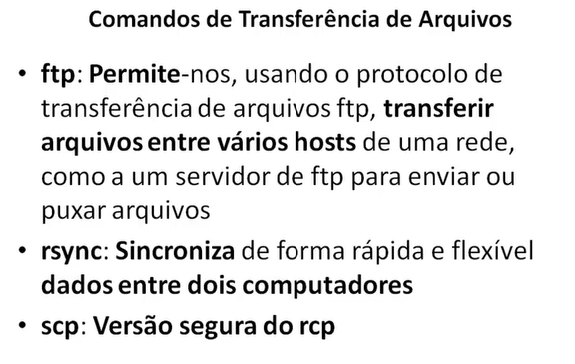 Comandos de Transferência de Arquivos
• ftp: Permite-nos, usando o protocolo de
transferência de arquivos ftp, transferir
arquivos entre vários hosts de uma rede,
como a um servidor de ftp para enviar ou
puxar arquivos
• rsync: Sincroniza de forma rápida e flexível
dados entre dois computadores
• scp: Versão segura do rcp